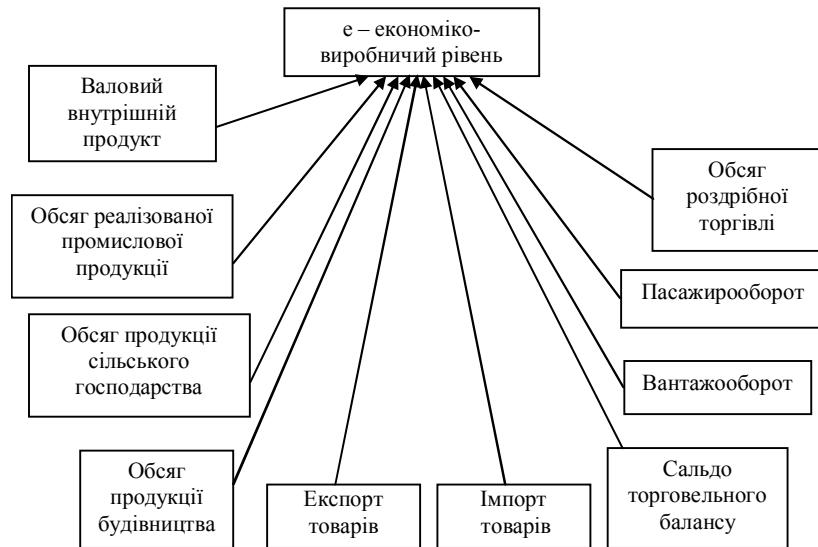 е – економіко-
виробничий рівень
Валовий
внутрішній
продукт
Обсяг
роздрібної
торгівлі
Обсяг реалізованої
промислової
продукції
Пасажирооборот
Обсяг продукції
сільського
господарства
Вантажооборот
Обсяг
продукції
будівництва
Експорт
товарів
Імпорт
товарів
Сальдо
торговельного
балансу